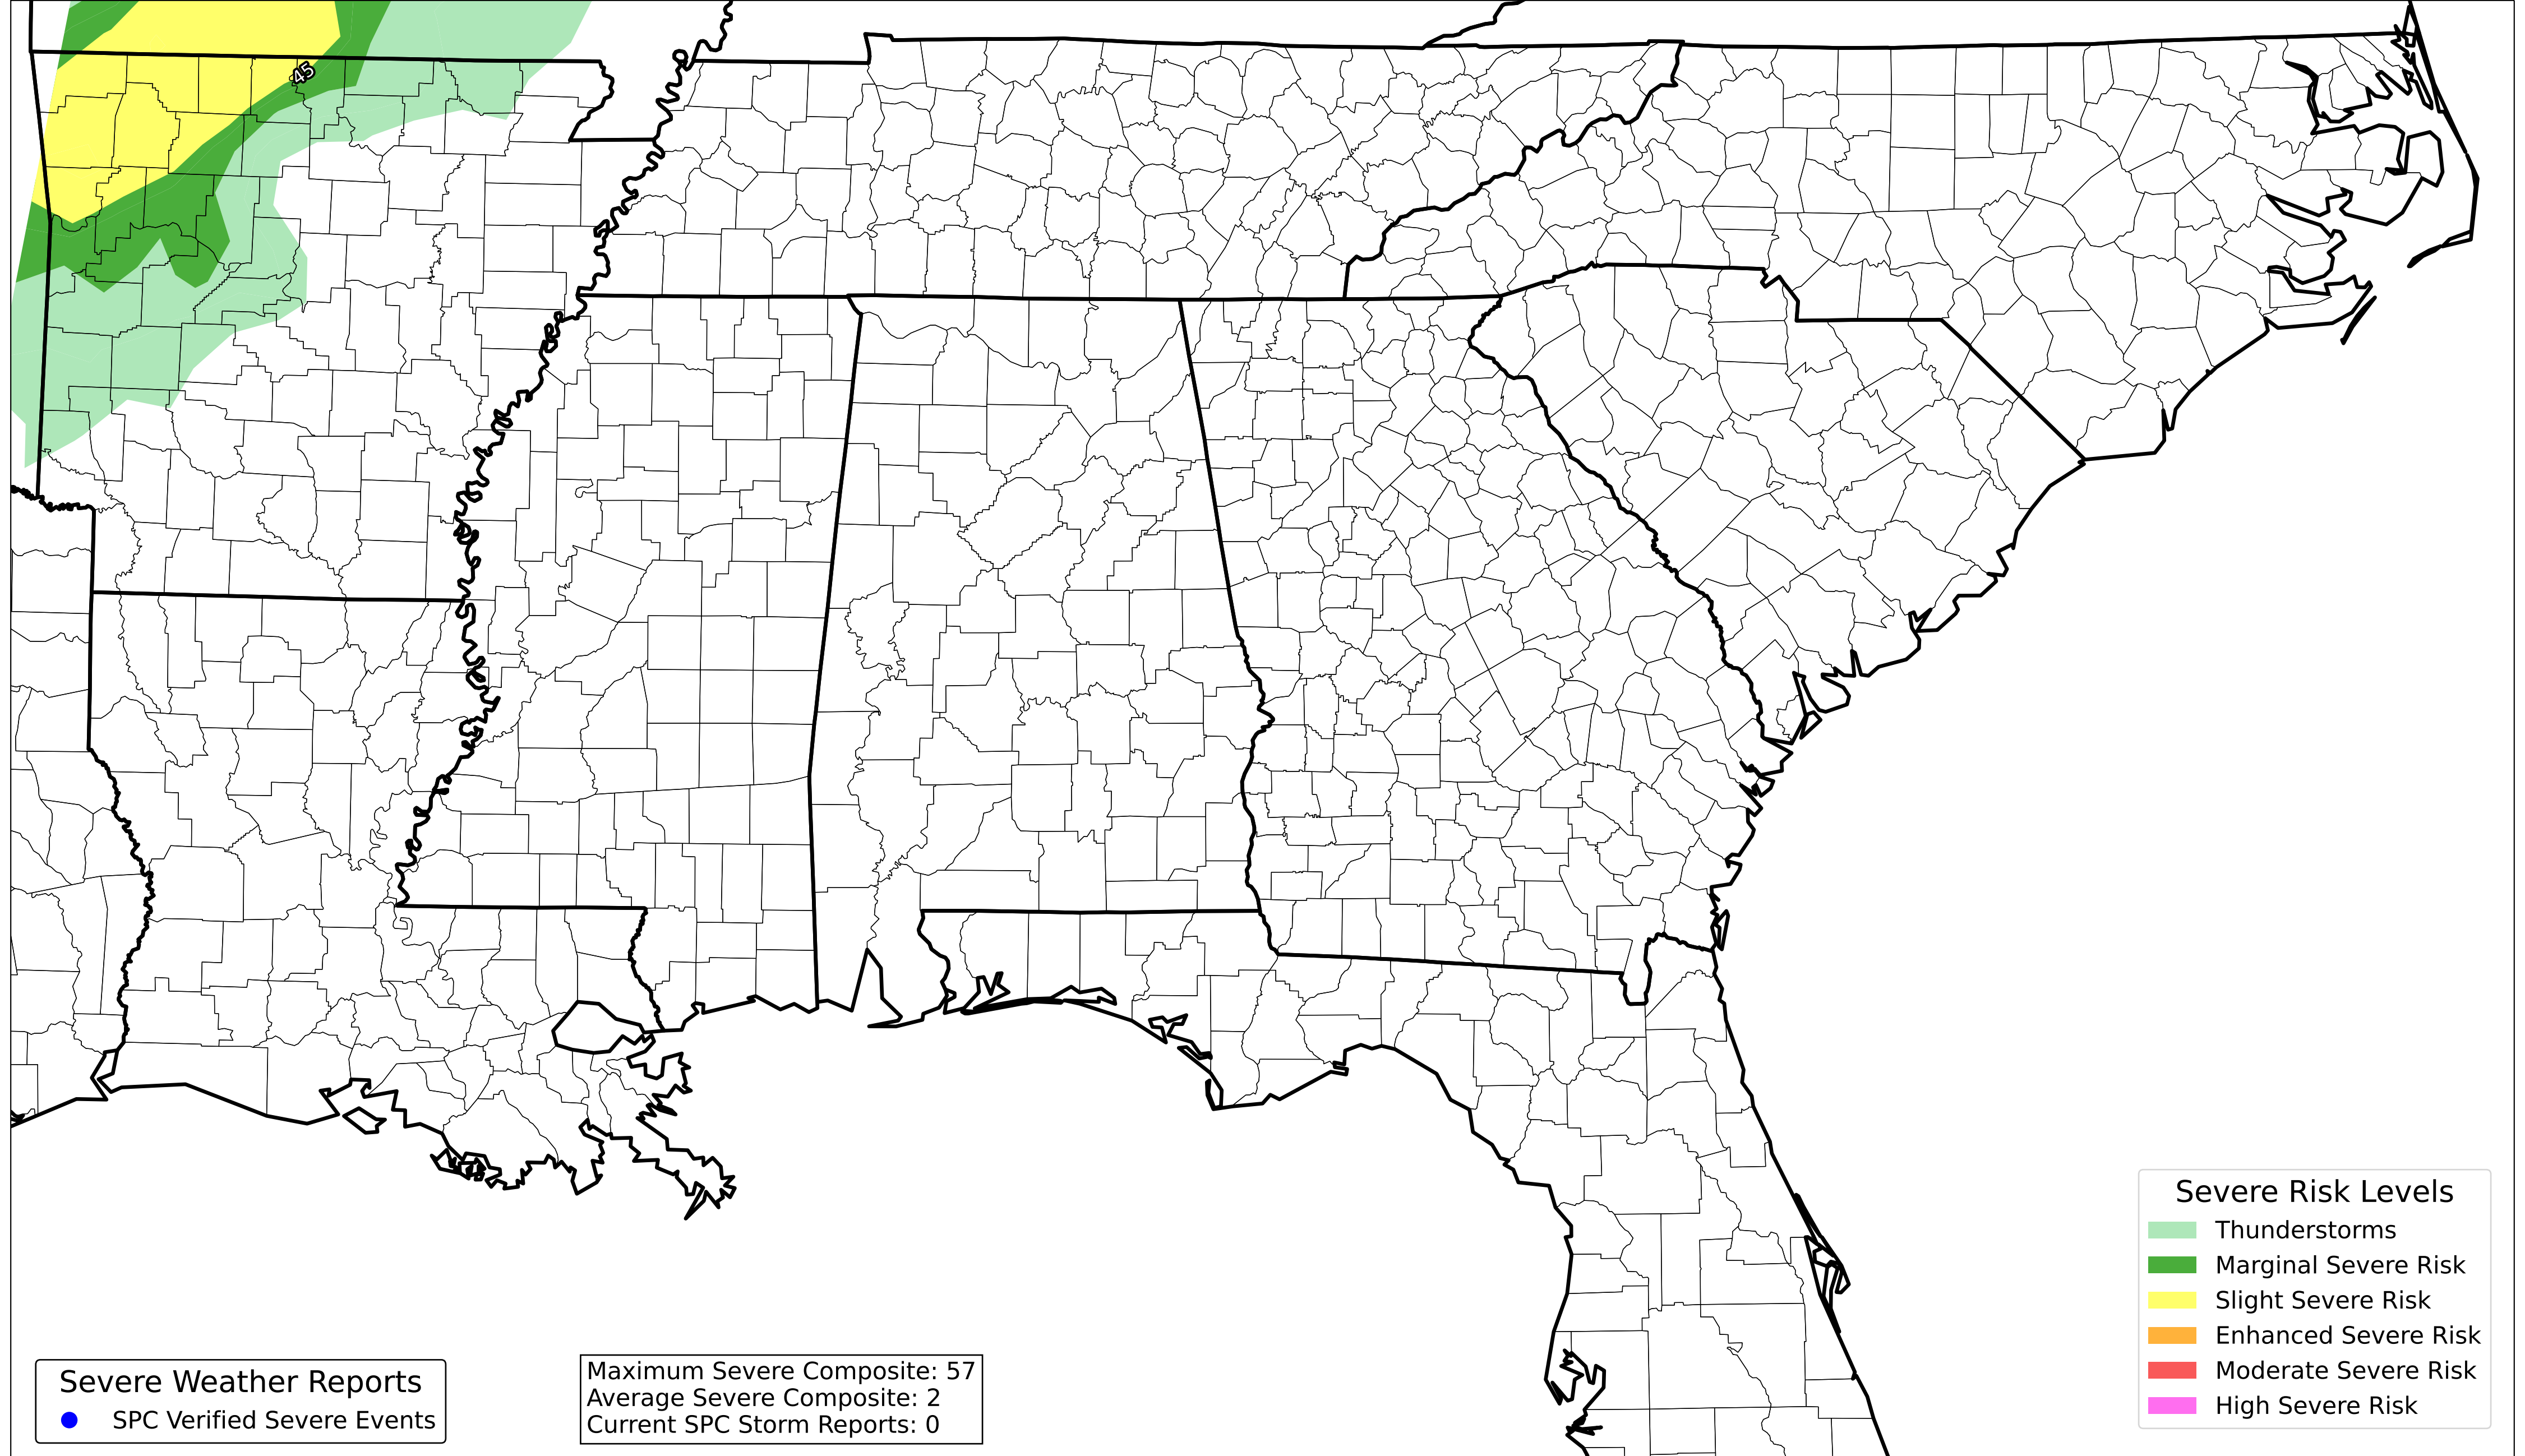 45
Severe Risk Levels
Thunderstorms
Marginal Severe Risk
Slight Severe Risk
Enhanced Severe Risk
Moderate Severe Risk
High Severe Risk
Severe Weather Reports
SPC Verified Severe Events
Maximum Severe Composite: 57
Average Severe Composite: 2
Current SPC Storm Reports: 0